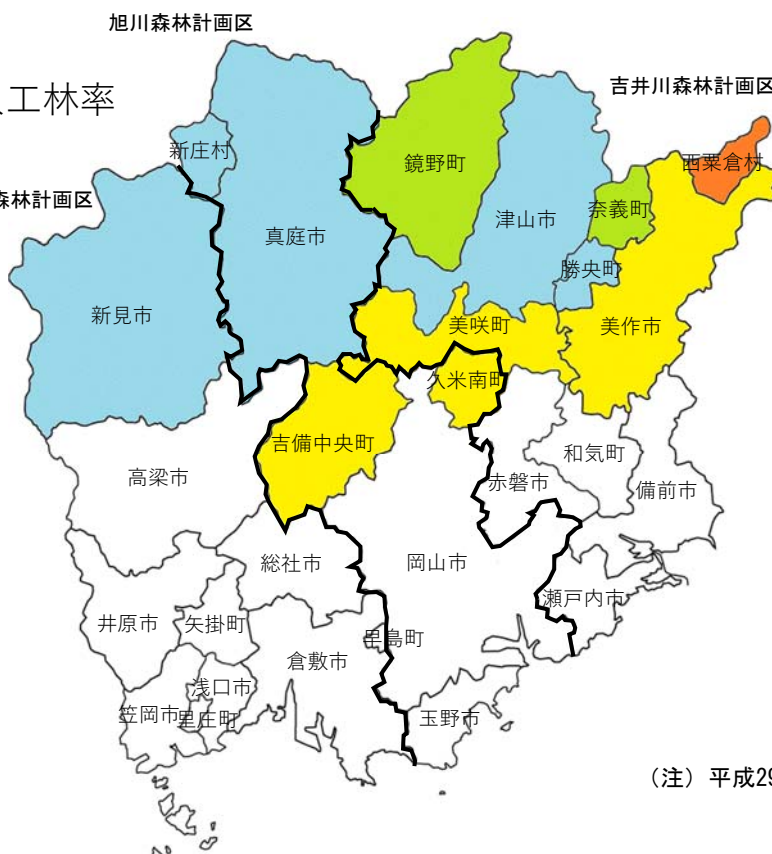 旭川森林計画区
工林率
吉井川森林計画区
新庄村
鏡野町
西粟倉村
森林計画区
奈義町
真庭市
津山市
勝央町
新見市
美咲町
美作市
久米南町
吉備中央町
高梁市
和気町
赤磐市
備前市
総社市
岡山市
瀬戸内市
井原市
矢掛町
早島町
倉敷市
浅口市
笠岡市
里庄町
玉野市
（注）平成29